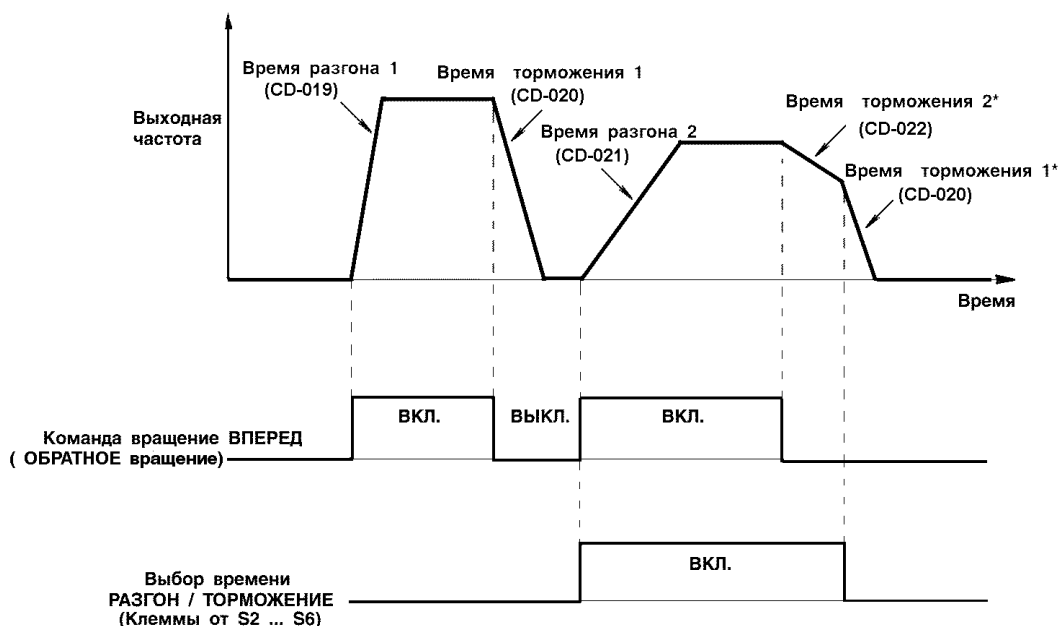 Время разгона 1
(CD-019)
Время торможения 1
(CD-020)
Время торможения 2*
(CD-022)
Выходная
частота
Время разгона 2
(CD-021)
Время торможения 1*
(CD-020)
Время
ВКЛ.
ВЫКЛ.
ВКЛ.
Команда вращение ВПЕРЕД
( ОБРАТНОЕ вращение)
ВКЛ.
Выбор времени
РАЗГОН / ТОРМОЖЕНИЕ
(Клеммы от S2 ... S6)